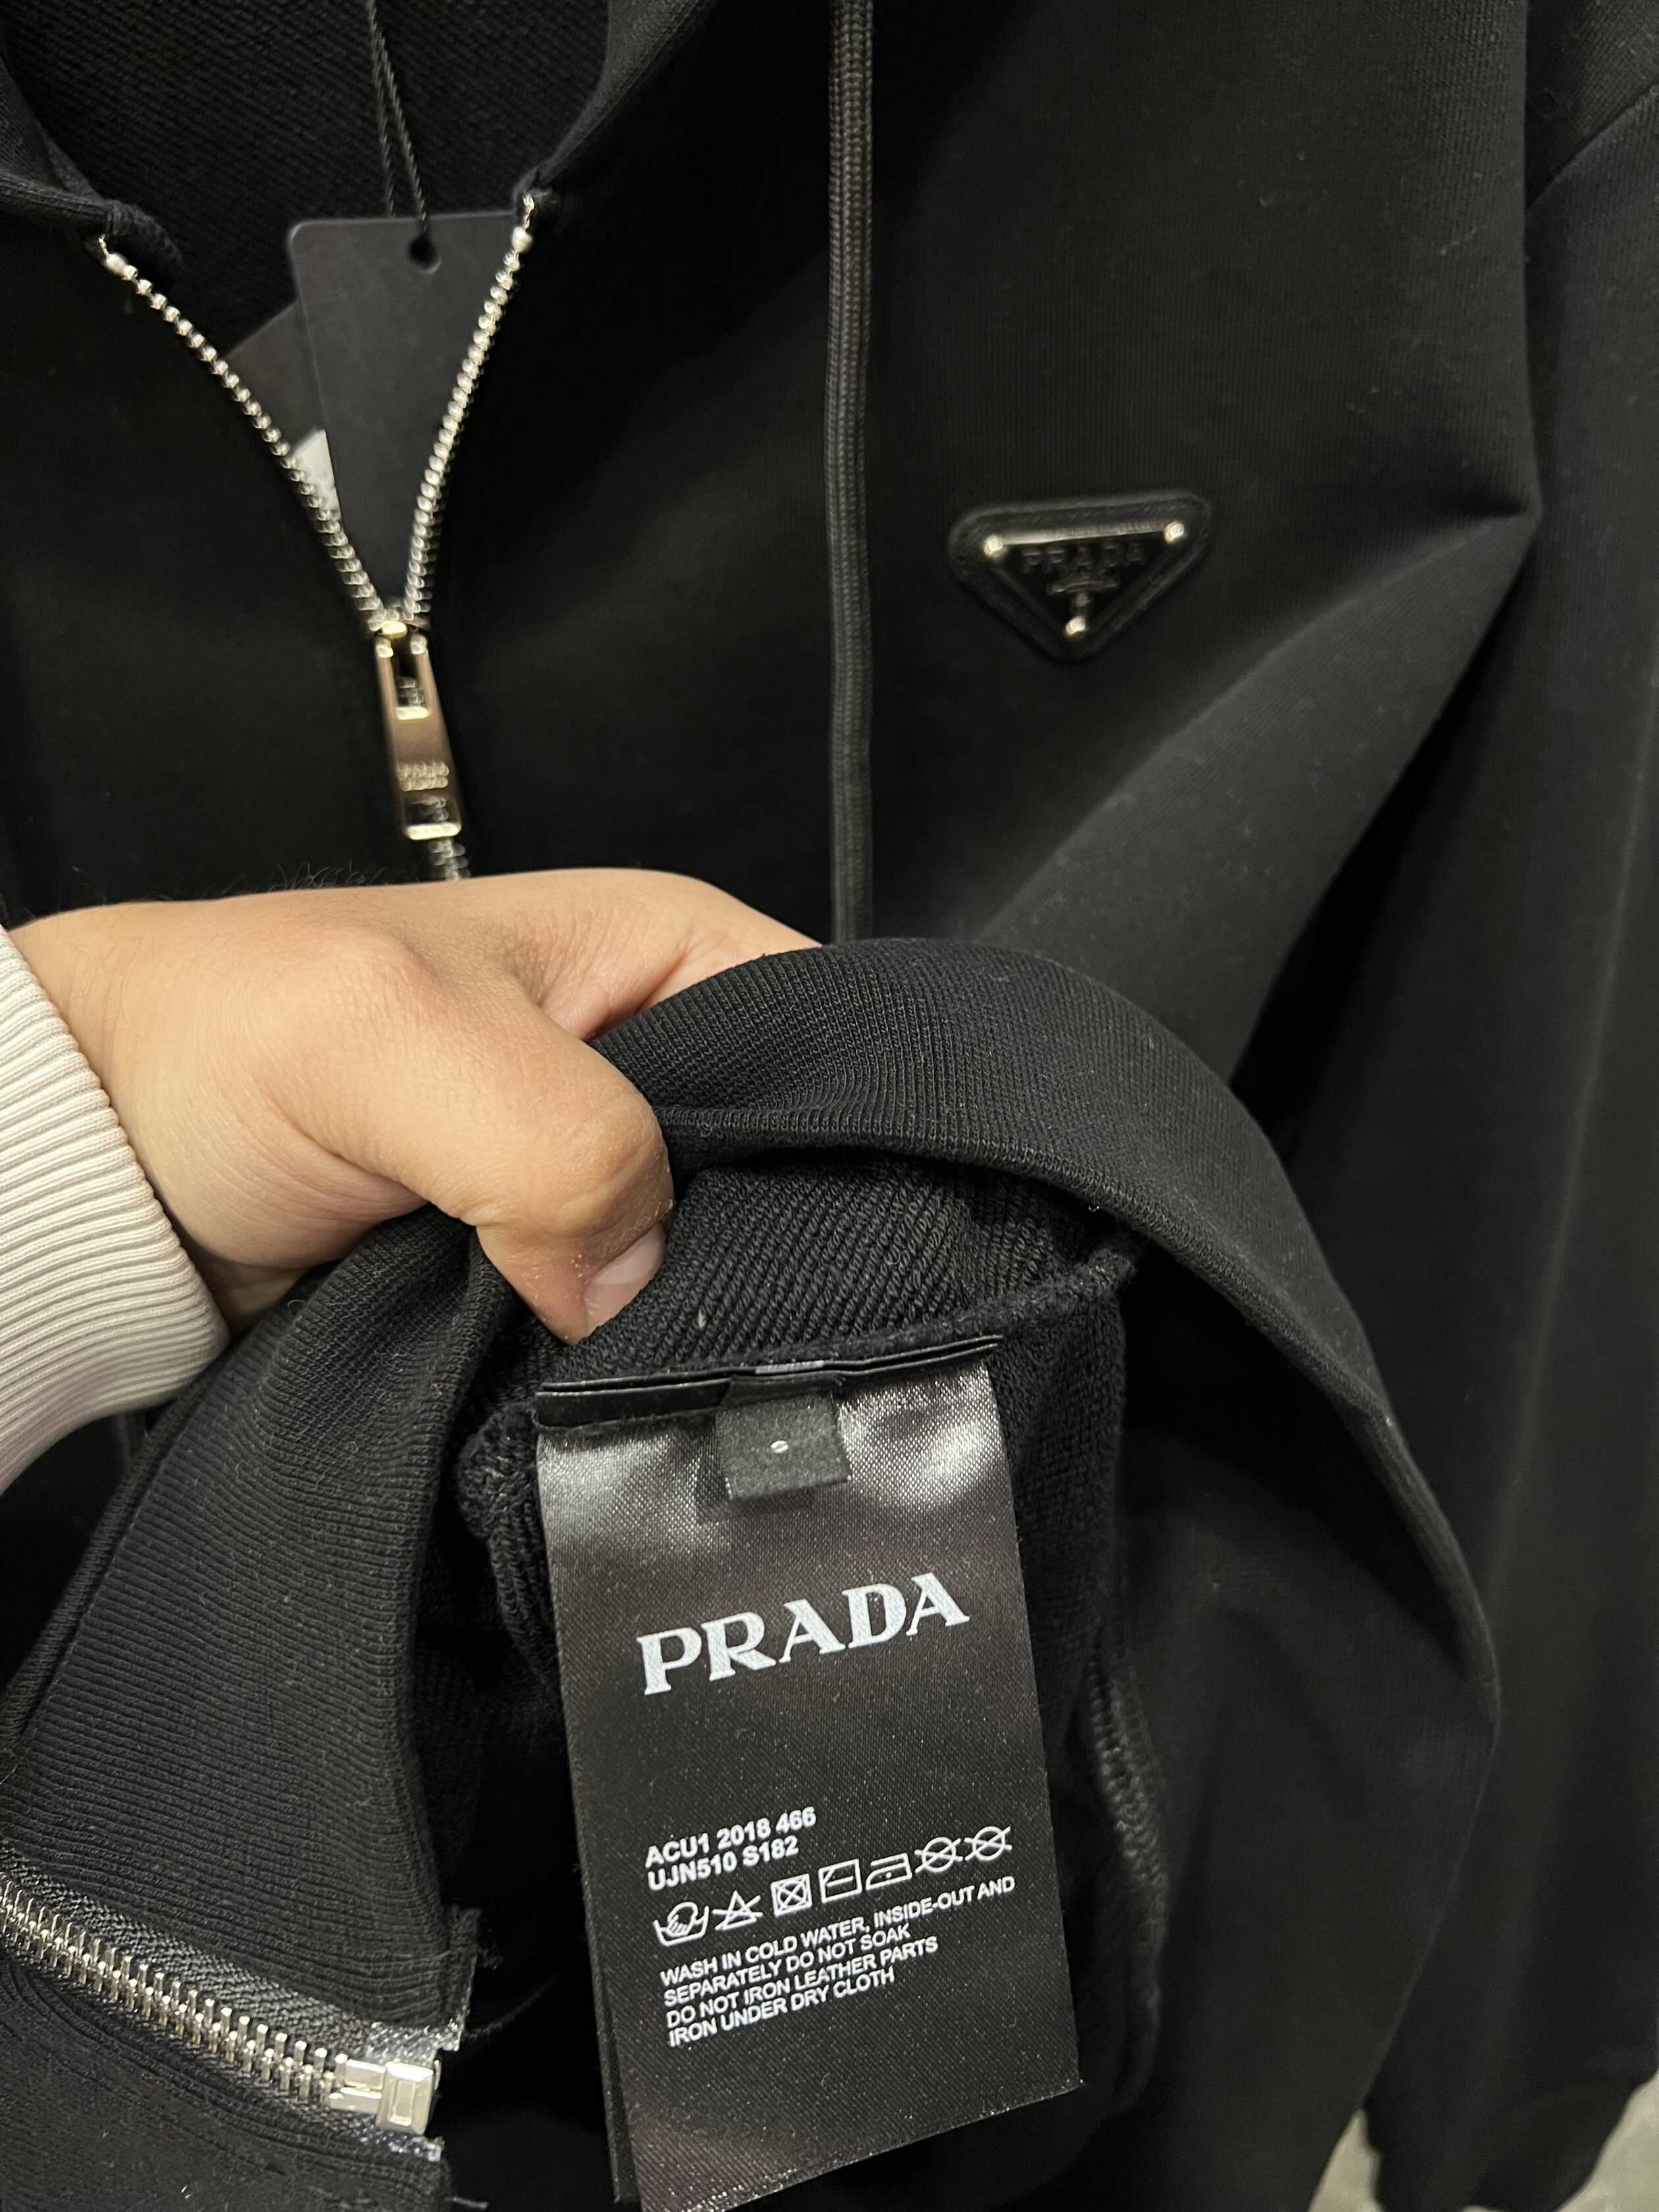 PRADA
PRADA
ACU1 2018 466
UJN510 S182
WASH IN COLD WATER, INSIDE-OUT AND
SEPARATELY DO NOT SOAK
DO NOT IRON LEATHER PARTS
IRON UNDER DRY CLOTH